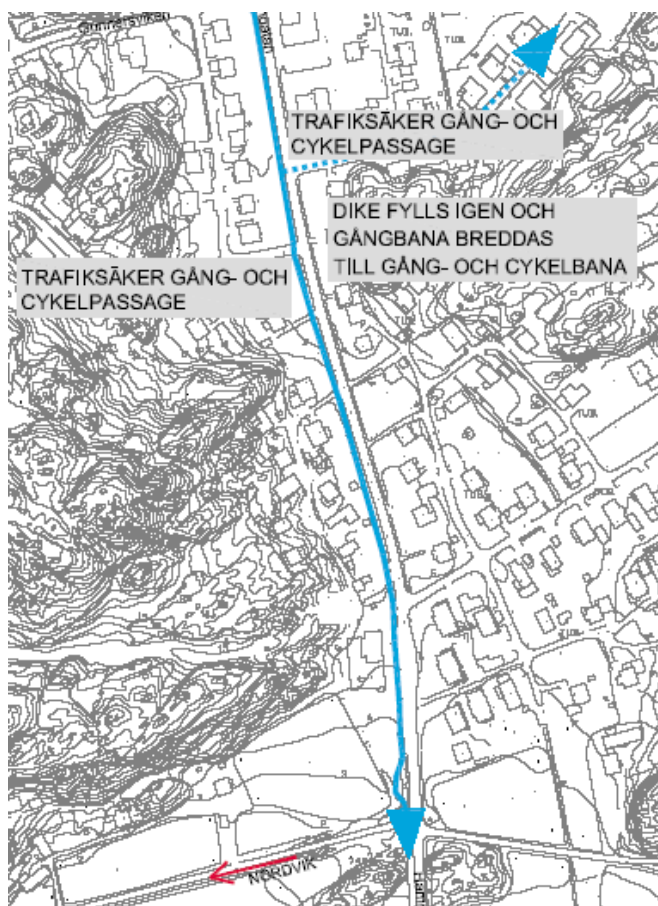 Gunnarsviken
TRAFIKSÄKER GÅNG- OCH
CYKELPASSAGE
DIKE FYLLS IGEN OCH
GÅNGBANA BREDDAS
TILL GÅNG- OCH CYKELBANA
TRAFIKSÄKER GÅNG- OCH
CYKELPASSAGE
NORDVIK